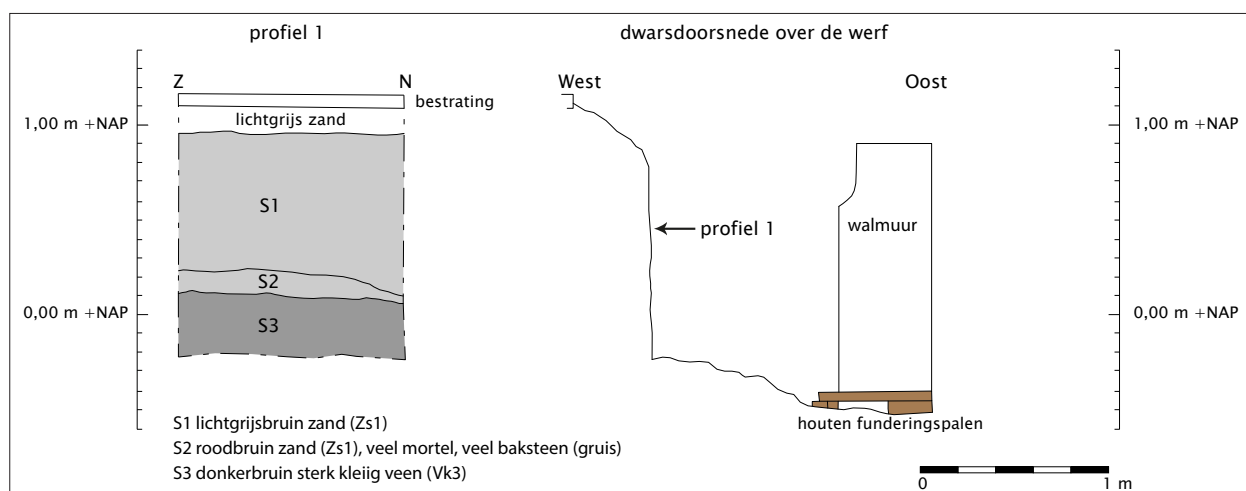 profiel 1
dwarsdoorsnede over de werf
Z
N
West
Oost
bestrating
1,00 m +NAP
lichtgrijs zand
1,00 m +NAP
S1
profiel 1
walmuur
S2
0,00 m +NAP
S3
0,00 m +NAP
S1 lichtgrijsbruin zand (Zs1)
houten funderingspalen
S2 roodbruin zand (Zs1), veel mortel, veel baksteen (gruis)
S3 donkerbruin sterk kleiig veen (Vk3)
0
1 m